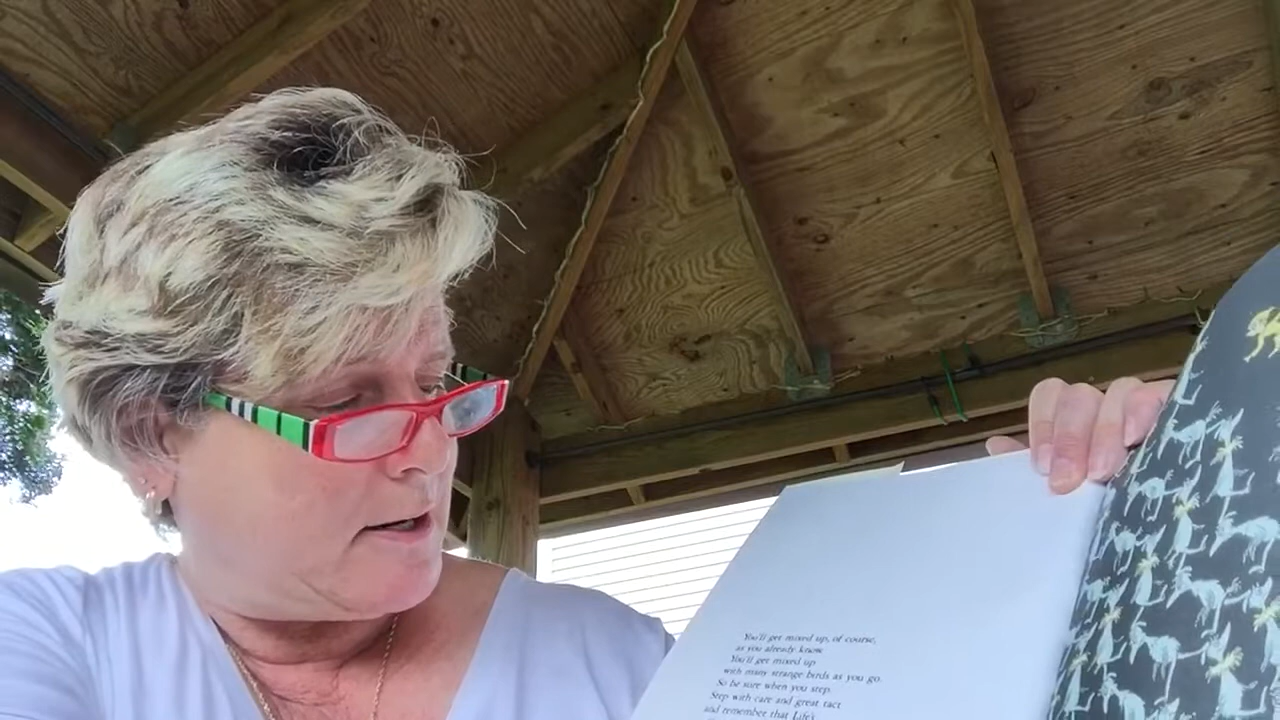 You'll get mixed up, of course,
as you already know
You'll get mixed up
with many strange birds as you go.
So be sure when you step.
Step with care and great tact
and remember that Life's